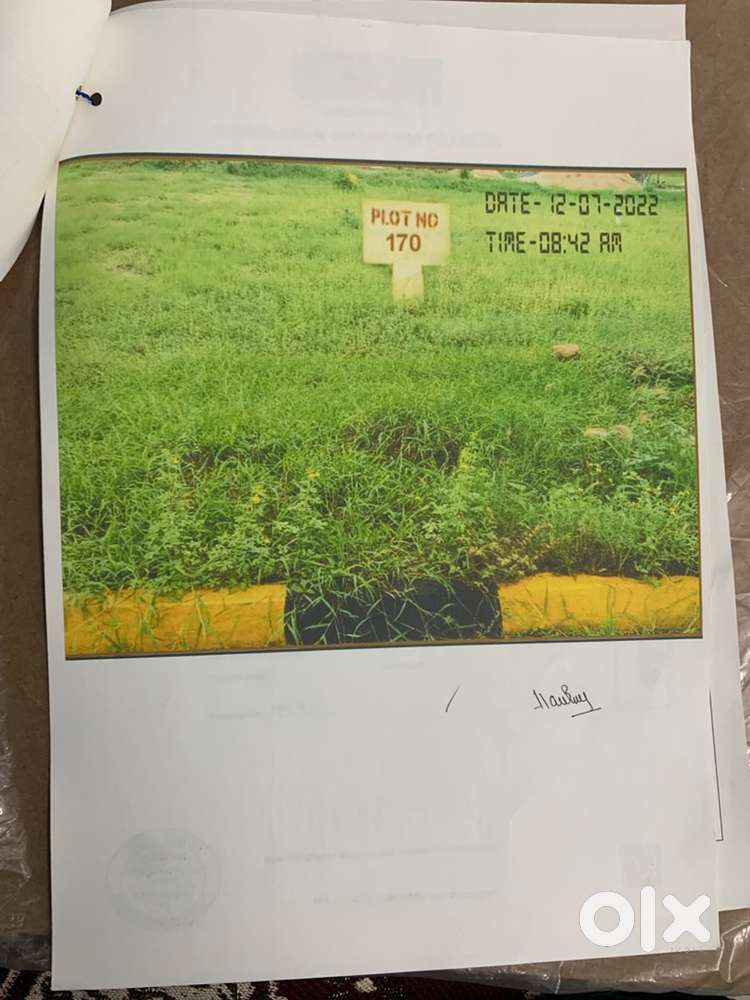 PLOT NO
170
DATE- 12-07-2022
TIME-08:42 AM
olx